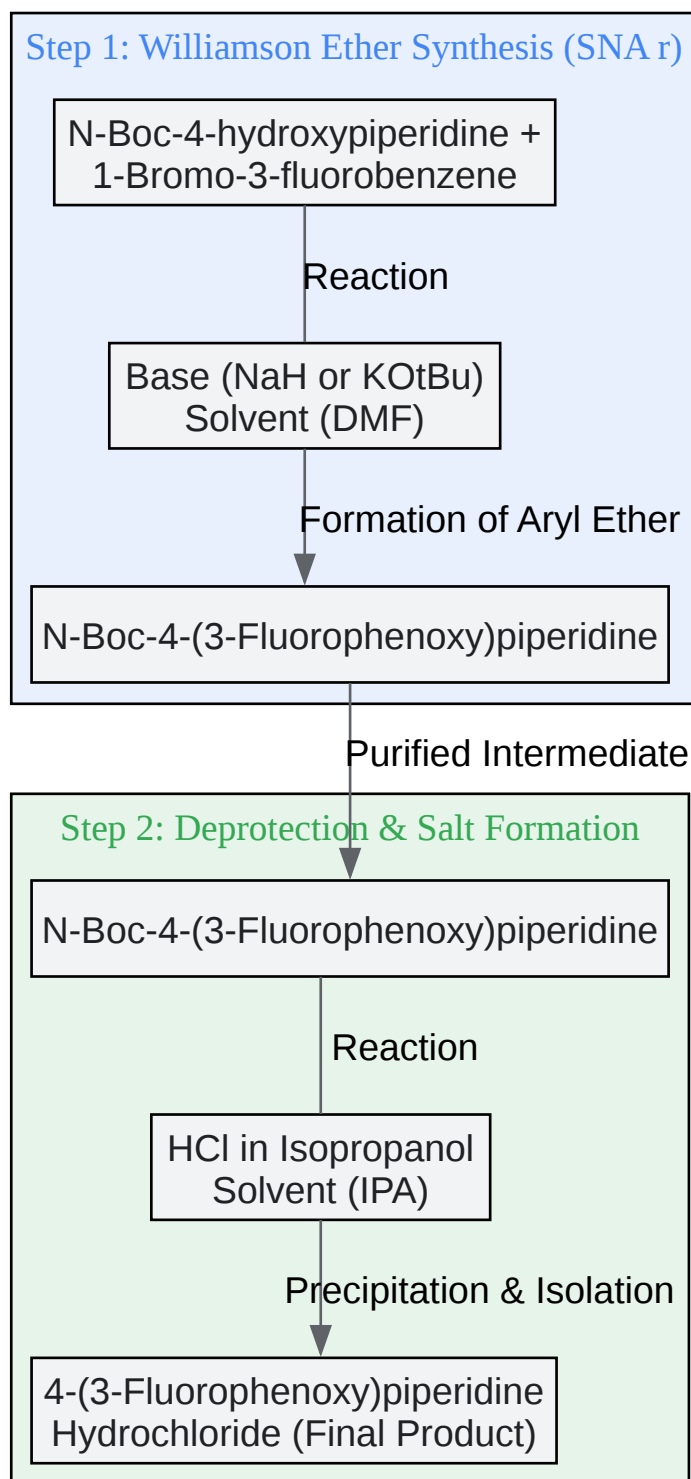 Step 1: Williamson Ether Synthesis (SNA r)
N-Boc-4-hydroxypiperidine +
1-Bromo-3-fluorobenzene
Reaction
Base (NaH or KOtBu)
Solvent (DMF)
Formation of Aryl Ether
N-Boc-4-(3-Fluorophenoxy)piperidine
Purified Intermediate
Step 2: Deprotection & Salt Formation
N-Boc-4-(3-Fluorophenoxy)piperidine
Reaction
HCl in Isopropanol
Solvent (IPA)
Precipitation & Isolation
4-(3-Fluorophenoxy)piperidine
Hydrochloride (Final Product)